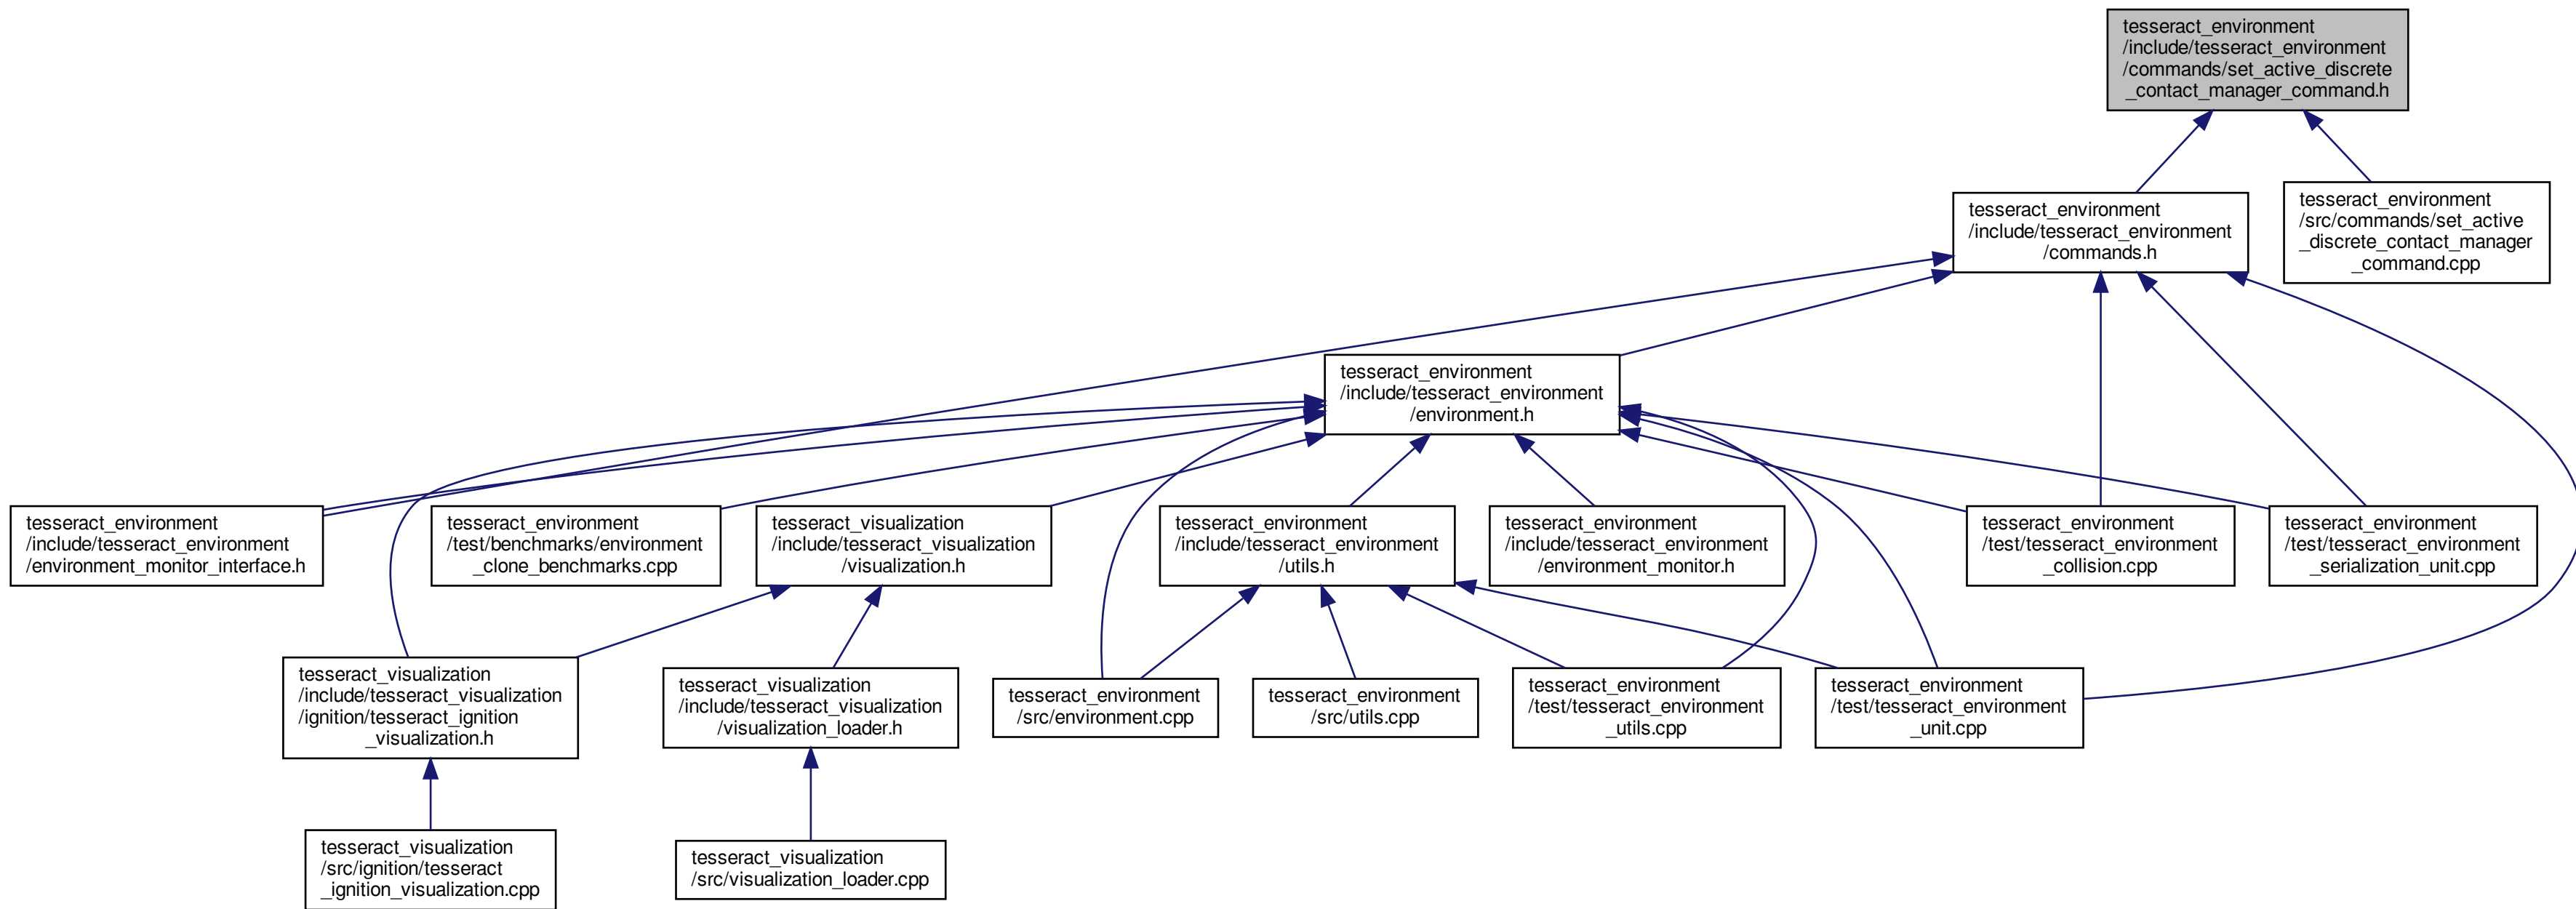 tesseract_environment
/include/tesseract_environment
/commands/set_active_discrete
_contact_manager_command.h
tesseract_environment
/include/tesseract_environment
/commands.h
tesseract_environment
/src/commands/set_active
_discrete_contact_manager
_command.cpp
tesseract_environment
/include/tesseract_environment
/environment.h
tesseract_environment
/include/tesseract_environment
/environment_monitor_interface.h
tesseract_environment
/test/benchmarks/environment
_clone_benchmarks.cpp
tesseract_visualization
/include/tesseract_visualization
/visualization.h
tesseract_environment
/include/tesseract_environment
/utils.h
tesseract_environment
/include/tesseract_environment
/environment_monitor.h
tesseract_environment
/test/tesseract_environment
_collision.cpp
tesseract_environment
/test/tesseract_environment
_serialization_unit.cpp
tesseract_visualization
/include/tesseract_visualization
/ignition/tesseract_ignition
_visualization.h
tesseract_visualization
/include/tesseract_visualization
/visualization_loader.h
tesseract_environment
/src/environment.cpp
tesseract_environment
/src/utils.cpp
tesseract_environment
/test/tesseract_environment
_utils.cpp
tesseract_environment
/test/tesseract_environment
_unit.cpp
tesseract_visualization
/src/ignition/tesseract
_ignition_visualization.cpp
tesseract_visualization
/src/visualization_loader.cpp